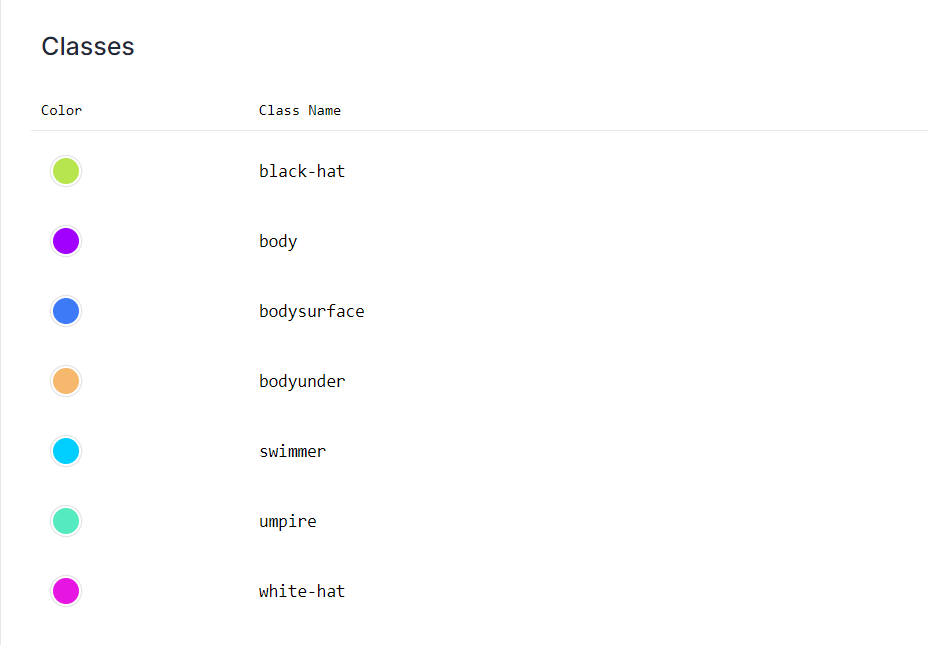 Classes
Color Class Name
black-hat
body
bodysurface
bodyunder
swimmer
umpire
white-hat